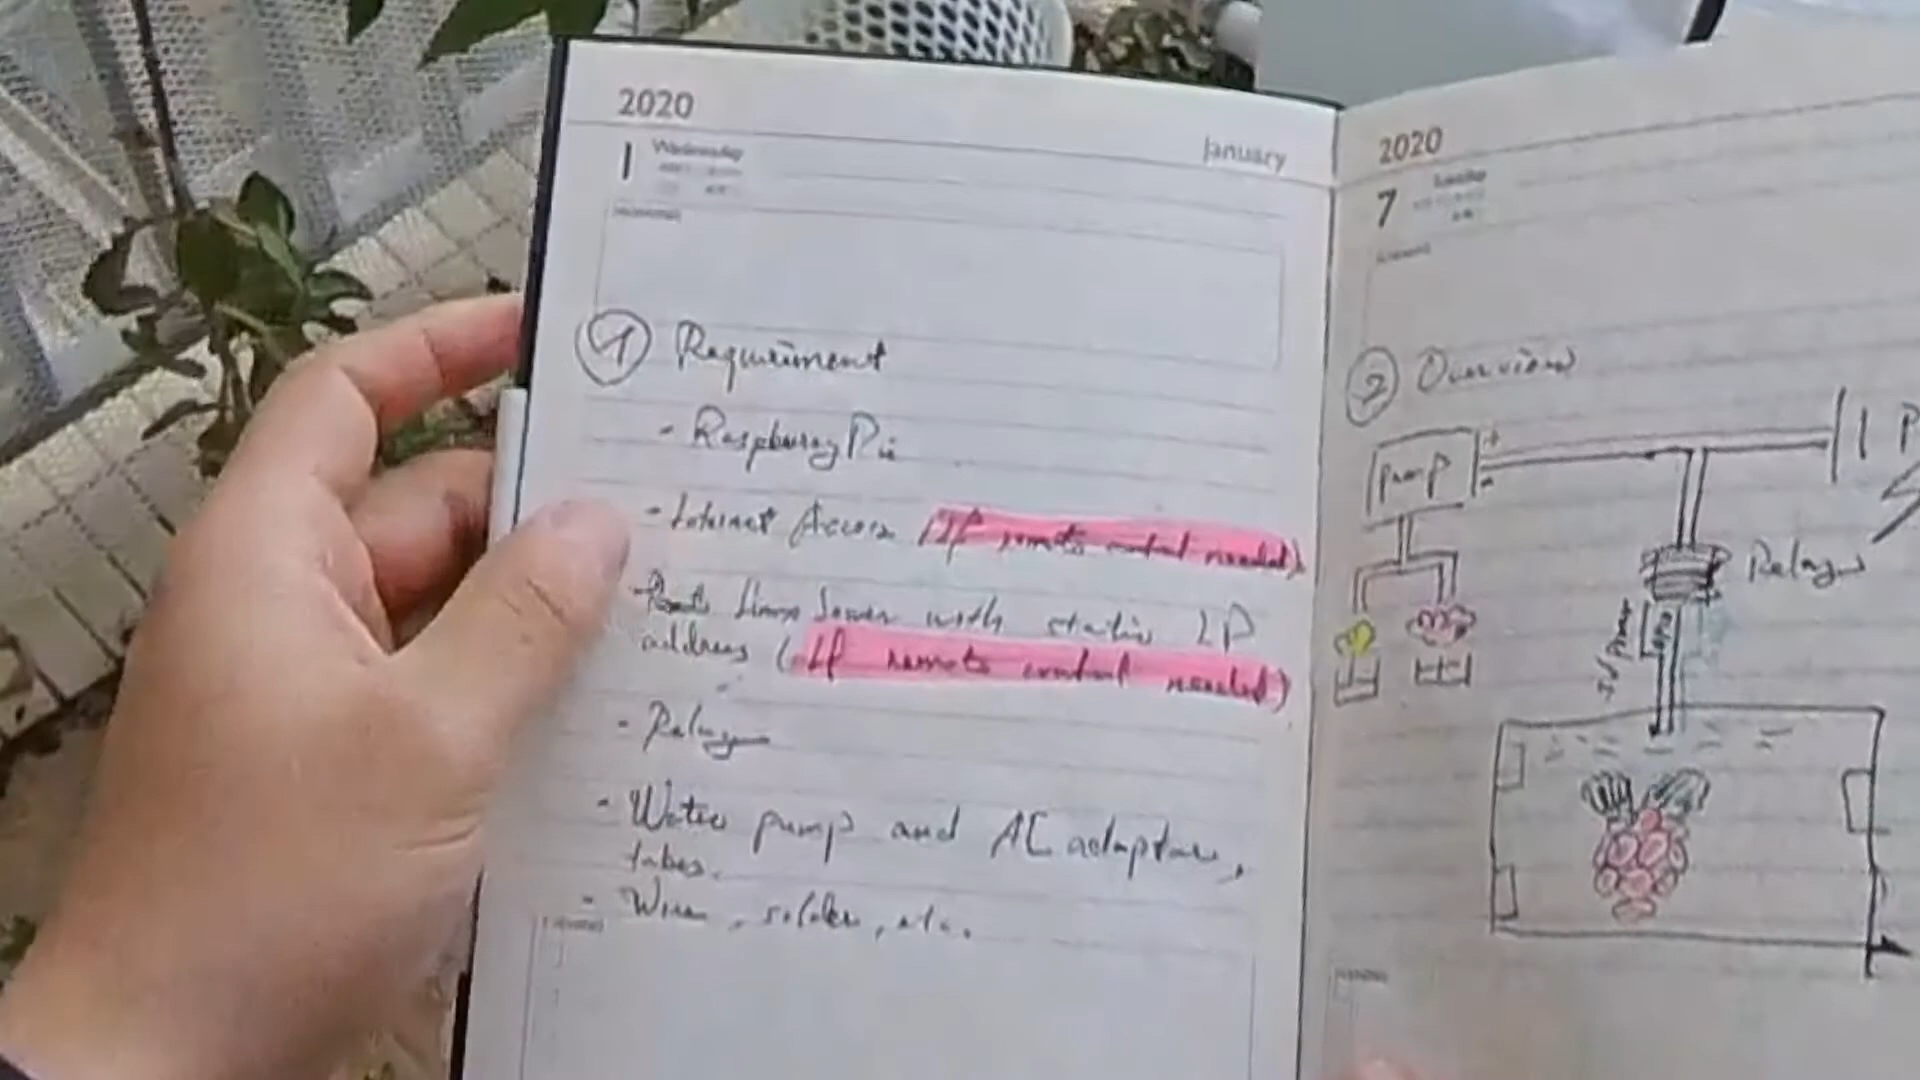 2020
January
1 Wednesday
① Requirement
- Raspberry Pi
- Internet Access (If remote control needed)
- Remote Linux Server with static IP
address (If remote control needed)
- Relay
- Water pump and AC adaptor,
tubes.
- Wire, solder, etc.
2020
7 Tuesday
② Overview
pump
+
-
P
Relay